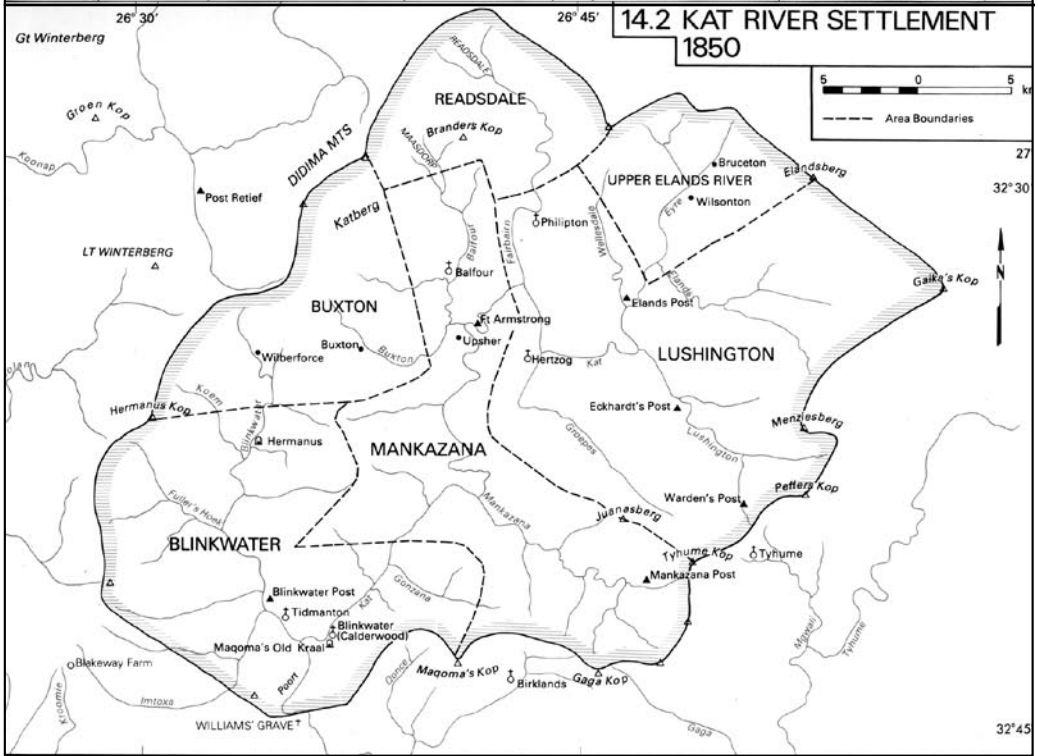 26° 30'
26° 45'
14.2 KAT RIVER SETTLEMENT
1850
5 0 5 kr
Area Boundaries
27
Gt Winterberg
READSDALE
READSDALE
Groen Kop
Branders Kop
Koonap
DIDIMA MTS
MAASDORP
Bruceton
Elandsberg
UPPER ELANDS RIVER
32° 30'
Post Retief
Katberg
Eyre
Wilsonton
Balfour
Fairbairn
Philipton
Wellesdale
N
LT WINTERBERG
Balfour
Elands
Gaika's Kop
Elands Post
BUXTON
Ft Armstrong
Buxton
Buxton
Upsher
Wilberforce
Hertzog
Kat
LUSHINGTON
olan
Koem
Hermanus Kop
Blinkwater
Eckhardt's Post
Menziesberg
Hermanus
MANKAZANA
Groepes
Lushington
Peffers Kop
Fuller's Hoek
Mankazana
Warden's Post
Juanasberg
BLINKWATER
Tyhume Kop
Tyhume
Mankazana Post
Gonzana
Blinkwater Post
Kat
Tidmanton
Blinkwater
(Calderwood)
Mgwali
Tyhume
Maqoma's Old Kraal
Blakeway Farm
Maqoma's Kop
Gaga Kop
Poort
Donce
Birklands
Kroomie
Imtoxa
WILLIAMS' GRAVE
Gaga
32° 45